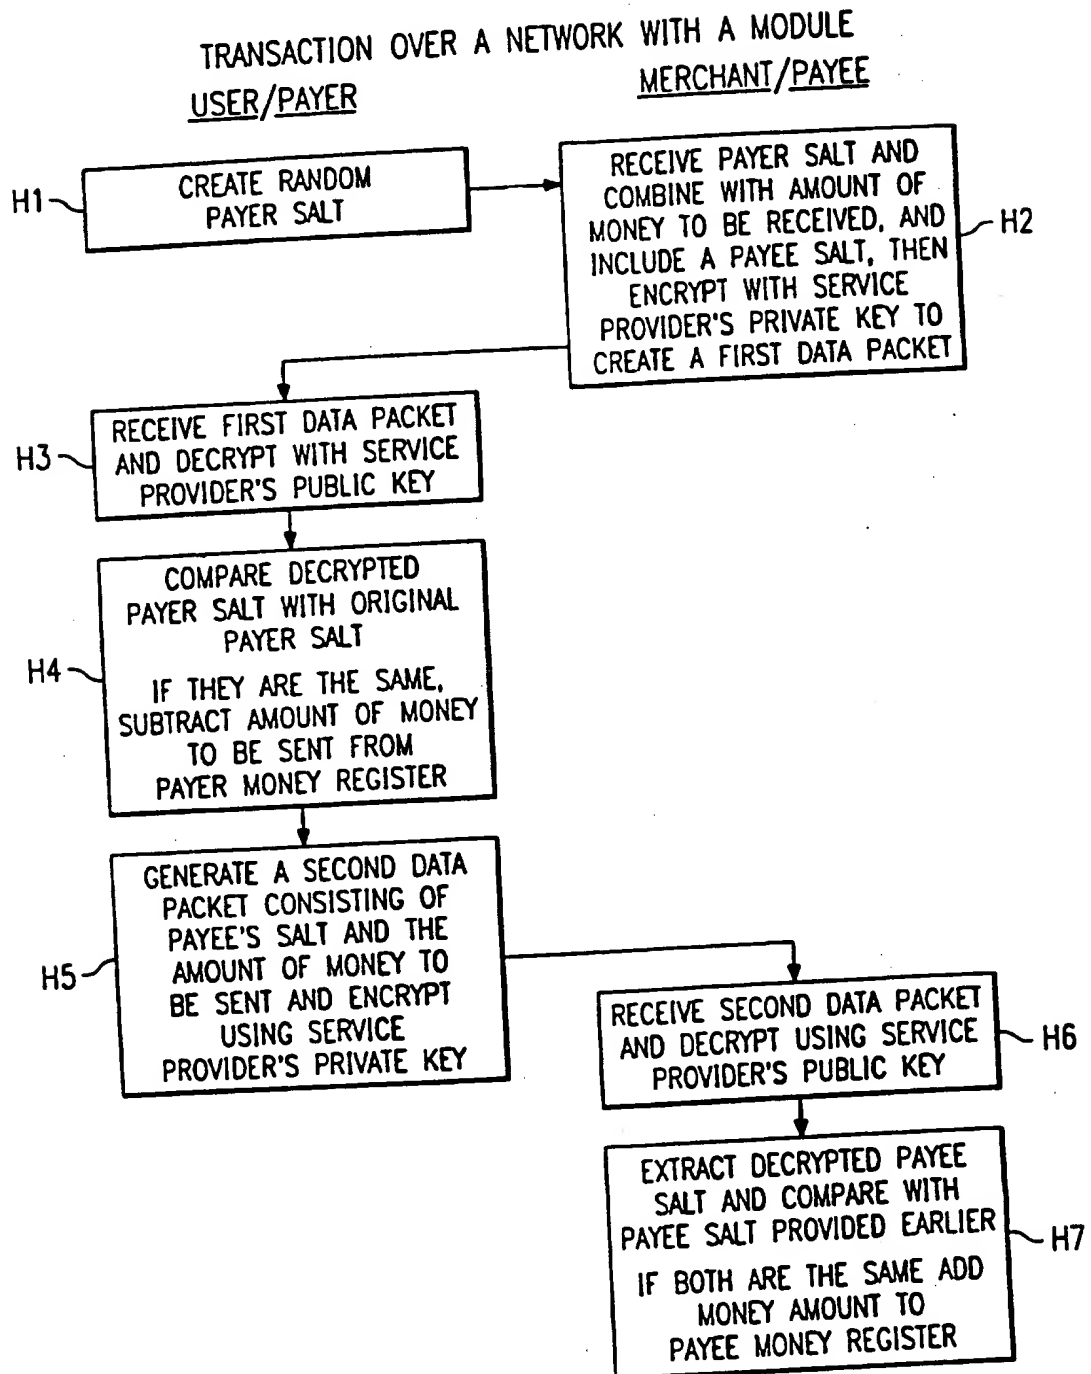 TRANSACTION OVER A NETWORK WITH A MODULE
USER/PAYER
MERCHANT/PAYEE
H1
CREATE RANDOM
PAYER SALT
RECEIVE PAYER SALT AND
COMBINE WITH AMOUNT OF
MONEY TO BE RECEIVED, AND
INCLUDE A PAYEE SALT, THEN
ENCRYPT WITH SERVICE
PROVIDER'S PRIVATE KEY TO
CREATE A FIRST DATA PACKET
H2
H3
RECEIVE FIRST DATA PACKET
AND DECRYPT WITH SERVICE
PROVIDER'S PUBLIC KEY
H4
COMPARE DECRYPTED
PAYER SALT WITH ORIGINAL
PAYER SALT
IF THEY ARE THE SAME,
SUBTRACT AMOUNT OF MONEY
TO BE SENT FROM
PAYER MONEY REGISTER
H5
GENERATE A SECOND DATA
PACKET CONSISTING OF
PAYEE'S SALT AND THE
AMOUNT OF MONEY TO
BE SENT AND ENCRYPT
USING SERVICE
PROVIDER'S PRIVATE KEY
RECEIVE SECOND DATA PACKET
AND DECRYPT USING SERVICE
PROVIDER'S PUBLIC KEY
H6
EXTRACT DECRYPTED PAYEE
SALT AND COMPARE WITH
PAYEE SALT PROVIDED EARLIER
IF BOTH ARE THE SAME ADD
MONEY AMOUNT TO
PAYEE MONEY REGISTER
H7